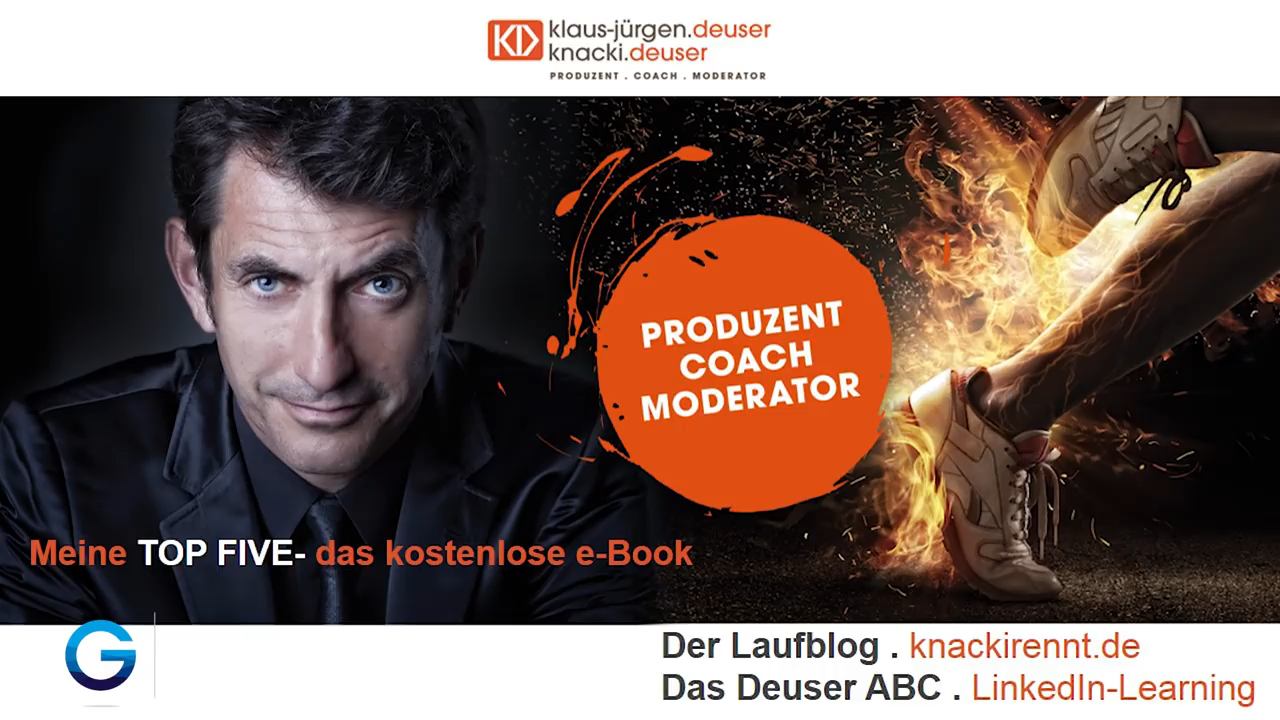 KD klaus-jürgen.deuser
knacki.deuser
PRODUZENT . COACH . MODERATOR
PRODUZENT
COACH
MODERATOR
Meine TOP FIVE- das kostenlose e-Book
G
Der Laufblog . knackirennt.de
Das Deuser ABC . LinkedIn-Learning